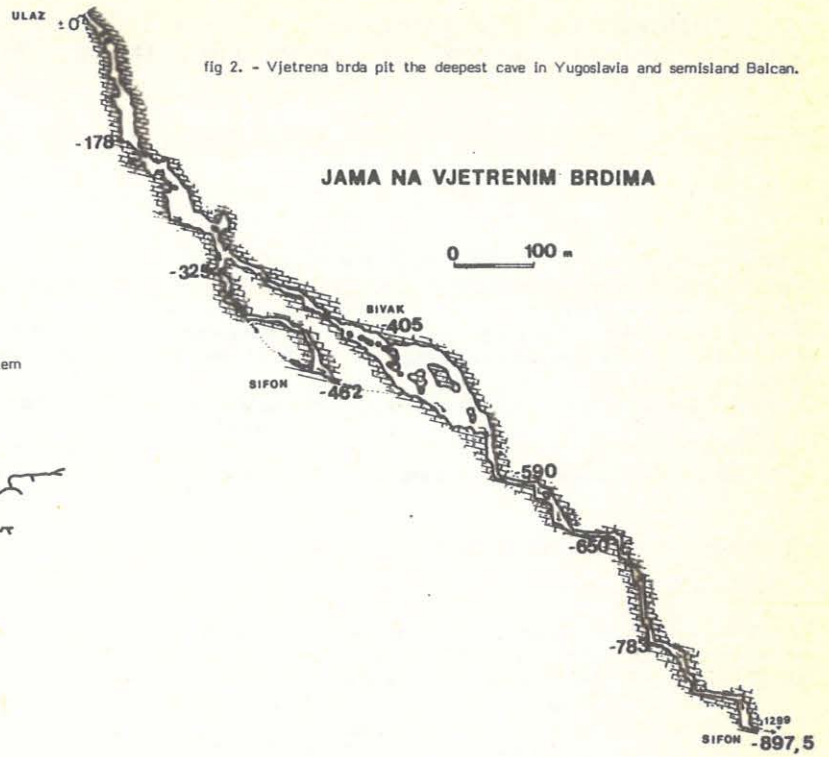 ULAZ
±0
fig 2. - Vjetrena brda pit the deepest cave in Yugoslavia and semisland Balcan.
-178
JAMA NA VJETRENIM BRDIMA
0 100 m
-325
BIVAK
-405
em
SIFON
-462
-590
-650
-783
1299
SIFON -897,5